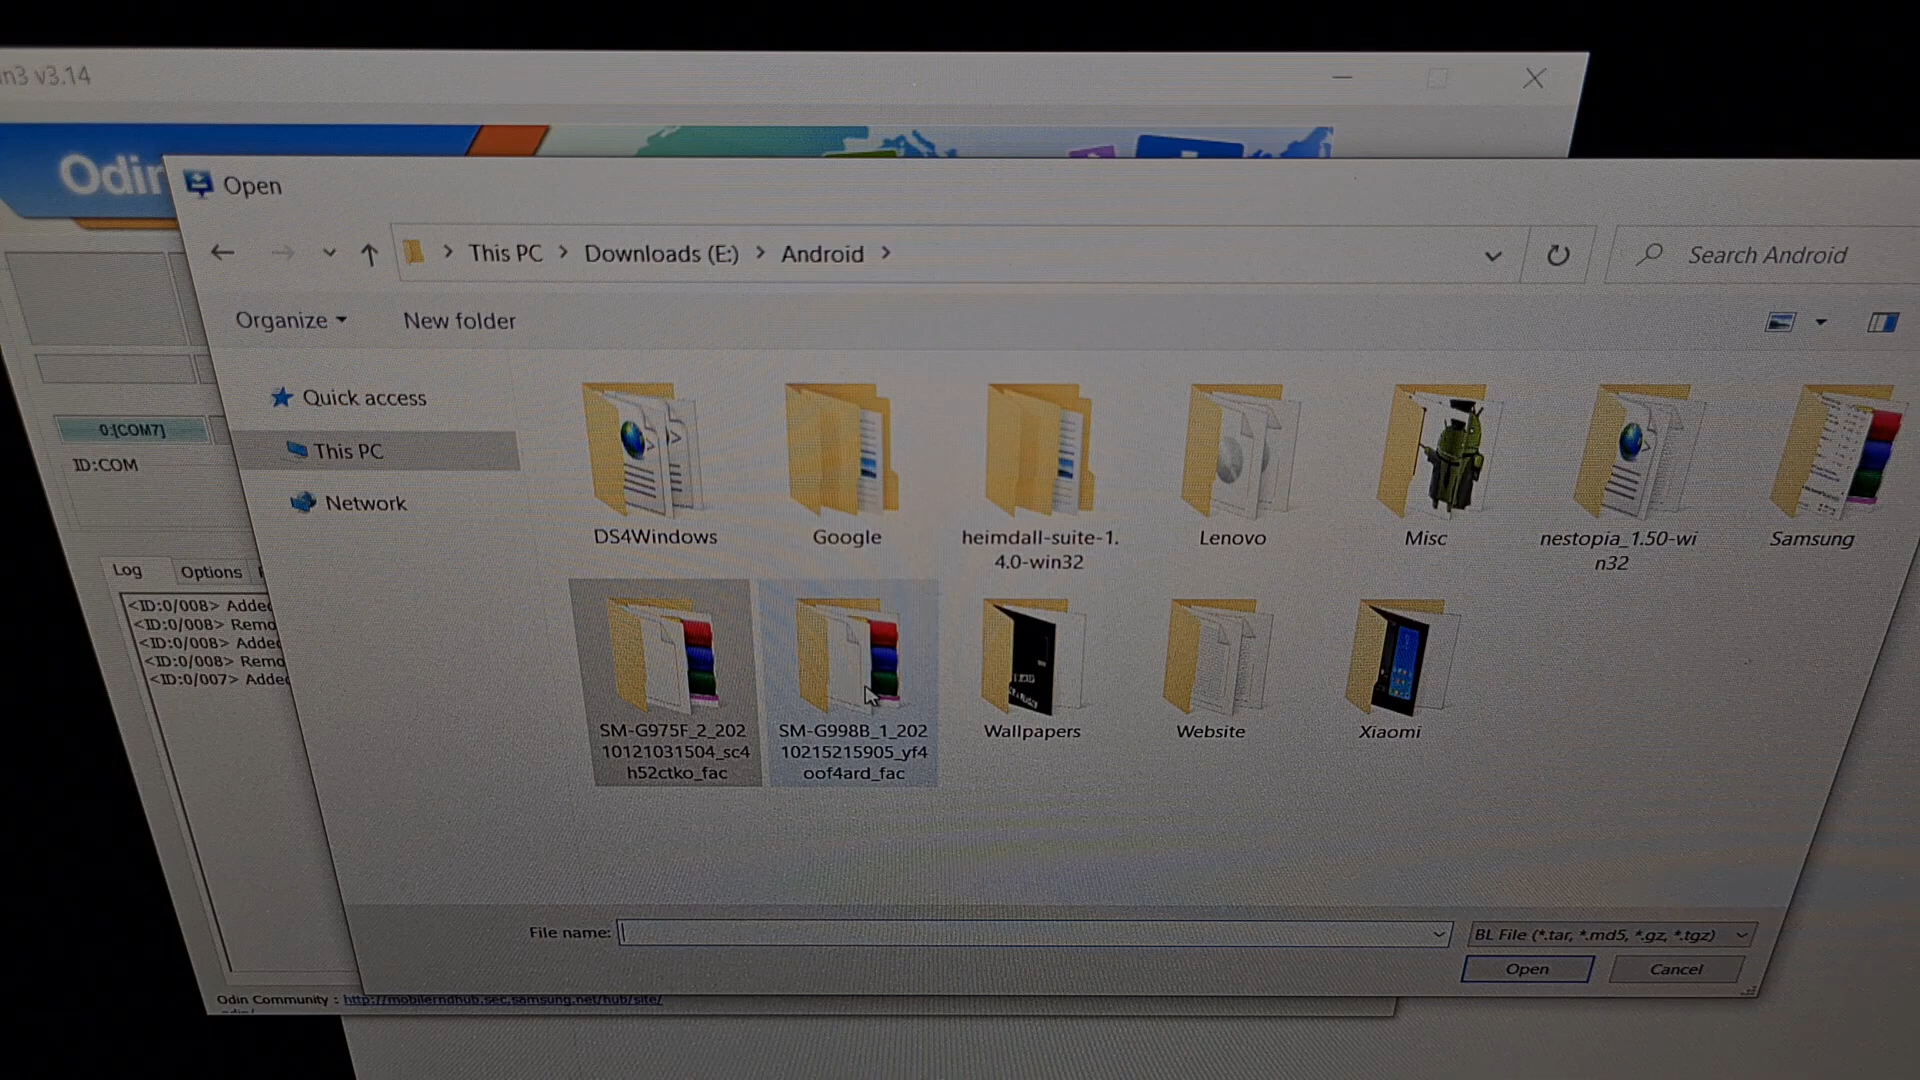 in3 v3.14
Odin
Open
This PC
Downloads (E:)
Android
Search Android
Organize
New folder
Quick access
This PC
Network
DS4Windows
Google
heimdall-suite-1.
4.0-win32
Lenovo
Misc
nestopia_1.50-wi
n32
Samsung
SM-G975F_2_202
10121031504_sc4
h52ctko_fac
SM-G998B_1_202
10215215905_yf4
oof4ard_fac
Wallpapers
Website
Xiaomi
0:[COM7]
ID:COM
Log
Options
<ID:0/008> Added
<ID:0/008> Remo
<ID:0/008> Added
<ID:0/008> Remo
<ID:0/007> Added
File name:
BL File (*.tar, *.md5, *.gz, *.tgz)
Open
Cancel
Odin Community : http://mobilerndhub.sec.samsung.net/hub/site/
odin/